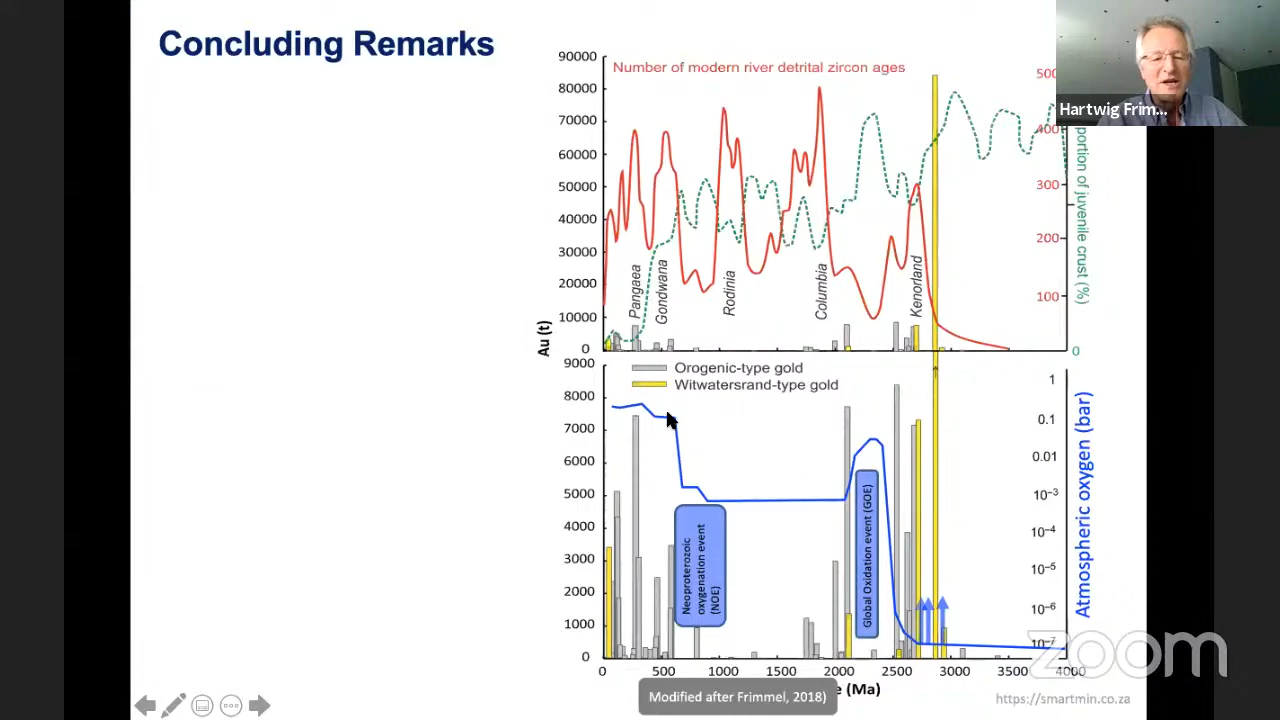 Concluding Remarks
Hartwig Frim...
Number of modern river detrital zircon ages
90000
80000
70000
60000
50000
40000
30000
20000
10000
0
500
400
300
200
100
0
portion of juvenile crust (%)
Pangaea
Gondwana
Rodinia
Columbia
Kenorland
Au (t)
Orogenic-type gold
Witwatersrand-type gold
9000
8000
7000
6000
5000
4000
3000
2000
1000
0
1
0.1
0.01
10⁻³
10⁻⁴
10⁻⁵
10⁻⁶
10⁻⁷
Atmospheric oxygen (bar)
Neoproterozoic
oxygenation event
(NOE)
Global Oxidation event (GOE)
0 500 1000 1500 2000 2500 3000 3500 4000
(Ma)
Modified after Frimmel, 2018)
zoom
https://smartmin.co.za